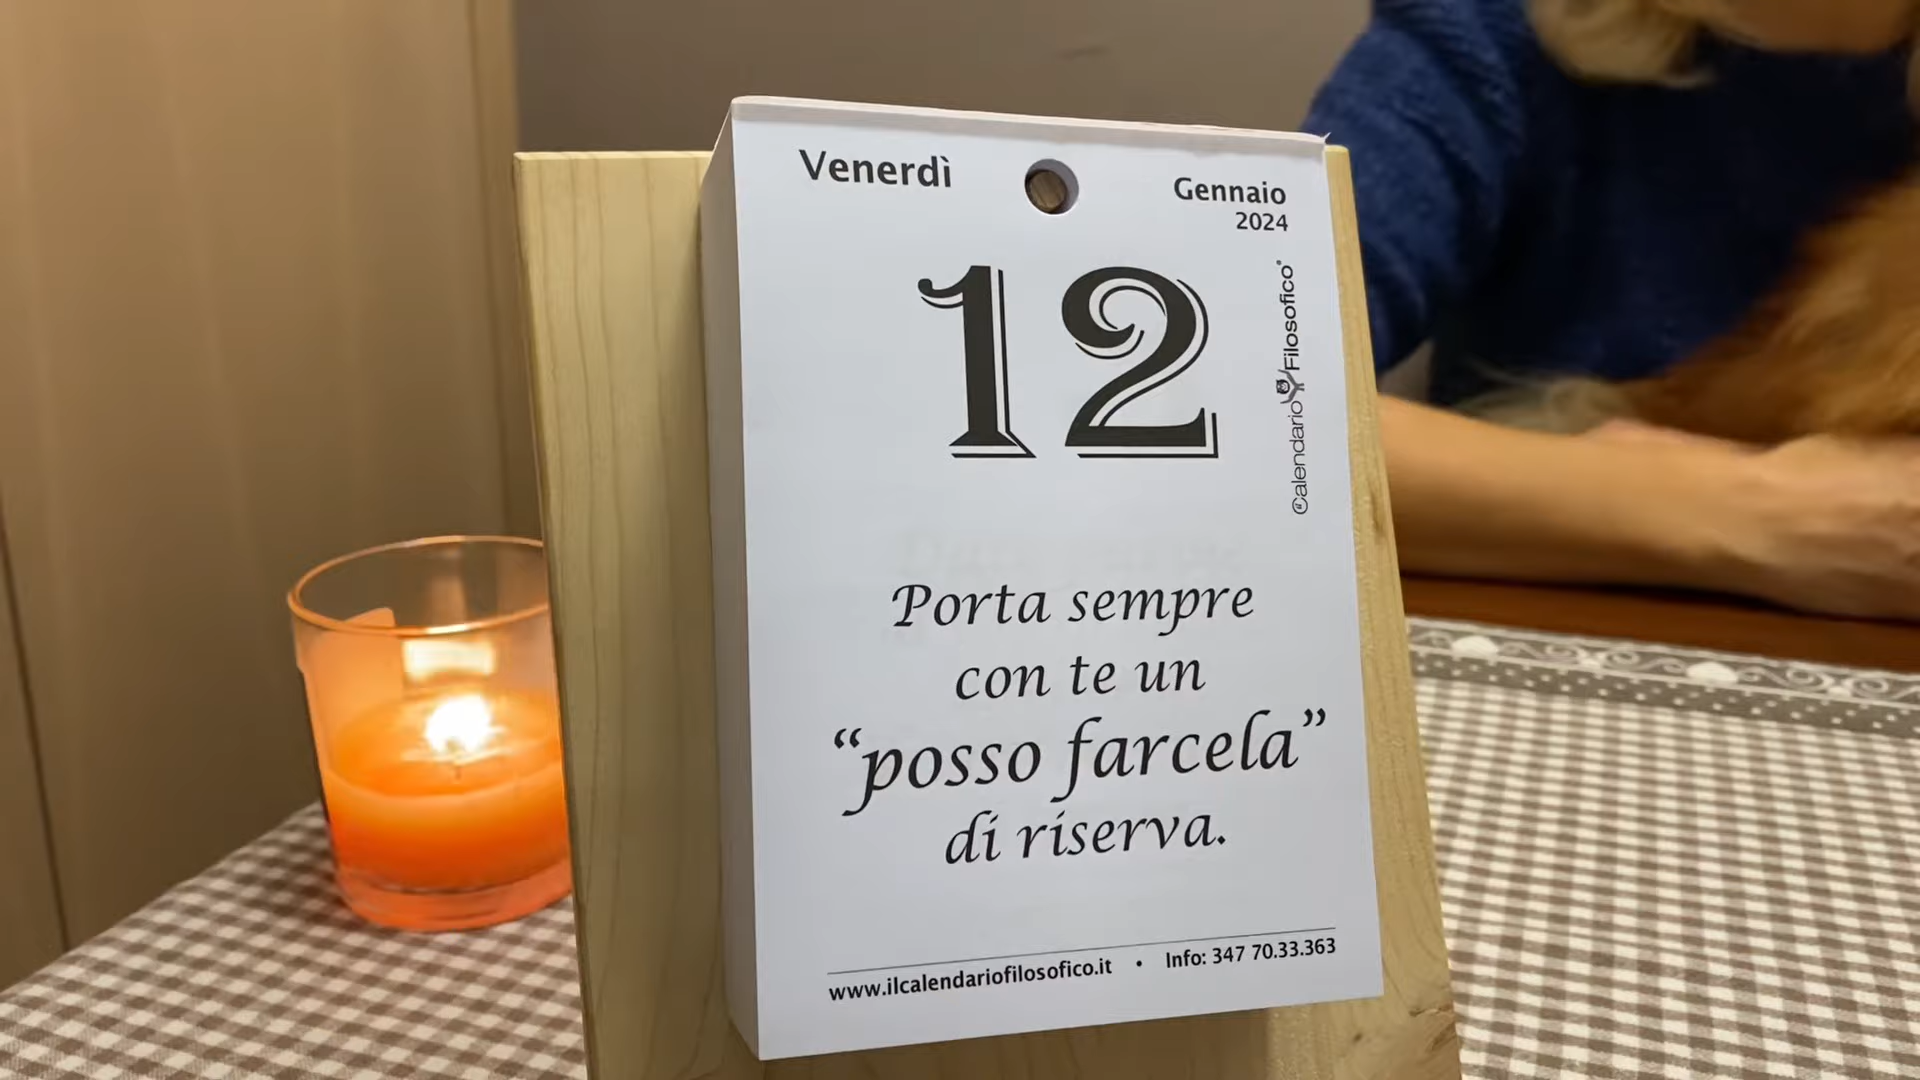 Venerdì
Gennaio
2024
12
Calendario Filosofico®
Porta sempre
con te un
“posso farcela”
di riserva.
www.ilcalendariofilosofico.it • Info: 347 70.33.363